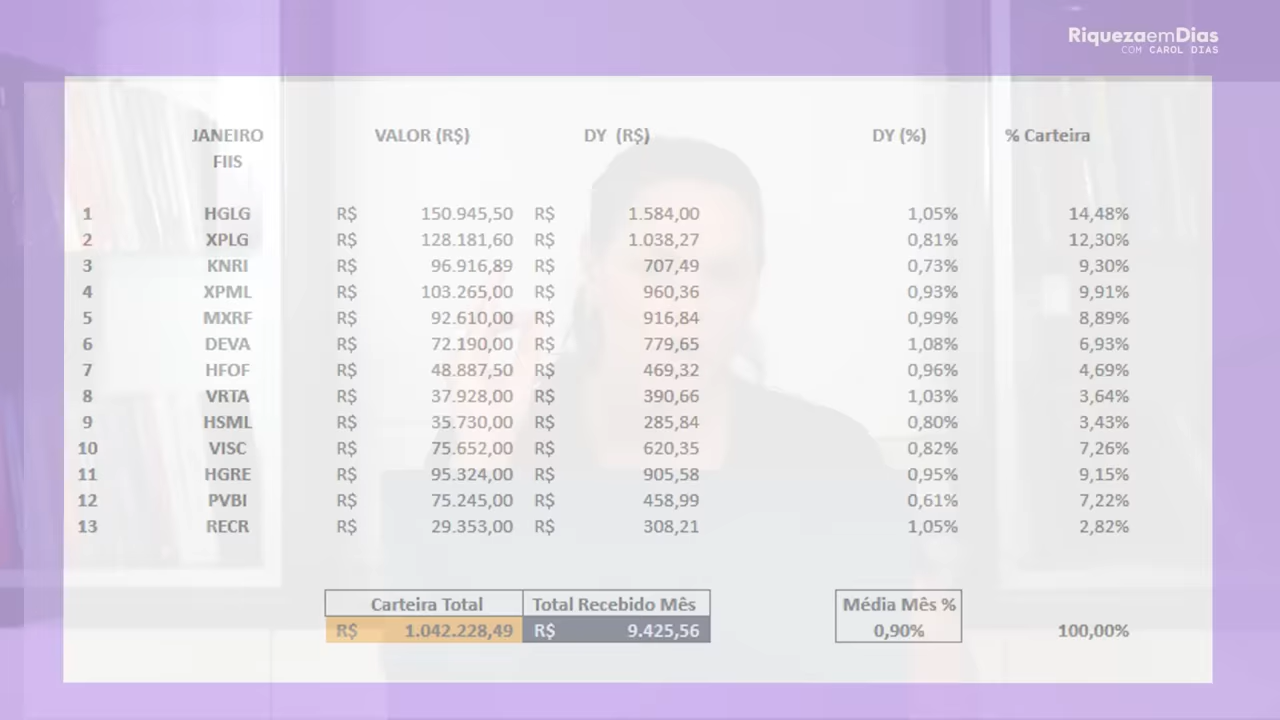 RiquezaemDias
COM CAROL DIAS
JANEIRO VALOR (R$) DY (R$) DY (%) % Carteira
FIIS
1 HGLG R$ 150.945,50 R$ 1.584,00 1,05% 14,48%
2 XPLG R$ 128.181,60 R$ 1.038,27 0,81% 12,30%
3 KNRI R$ 96.916,89 R$ 707,49 0,73% 9,30%
4 XPML R$ 103.265,00 R$ 960,36 0,93% 9,91%
5 MXRF R$ 92.610,00 R$ 916,84 0,99% 8,89%
6 DEVA R$ 72.190,00 R$ 779,65 1,08% 6,93%
7 HFOF R$ 48.887,50 R$ 469,32 0,96% 4,69%
8 VRTA R$ 37.928,00 R$ 390,66 1,03% 3,64%
9 HSML R$ 35.730,00 R$ 285,84 0,80% 3,43%
10 VISC R$ 75.652,00 R$ 620,35 0,82% 7,26%
11 HGRE R$ 95.324,00 R$ 905,58 0,95% 9,15%
12 PVBI R$ 75.245,00 R$ 458,99 0,61% 7,22%
13 RECR R$ 29.353,00 R$ 308,21 1,05% 2,82%
Carteira Total Total Recebido Mês Média Mês %
R$ 1.042.228,49 R$ 9.425,56 0,90% 100,00%